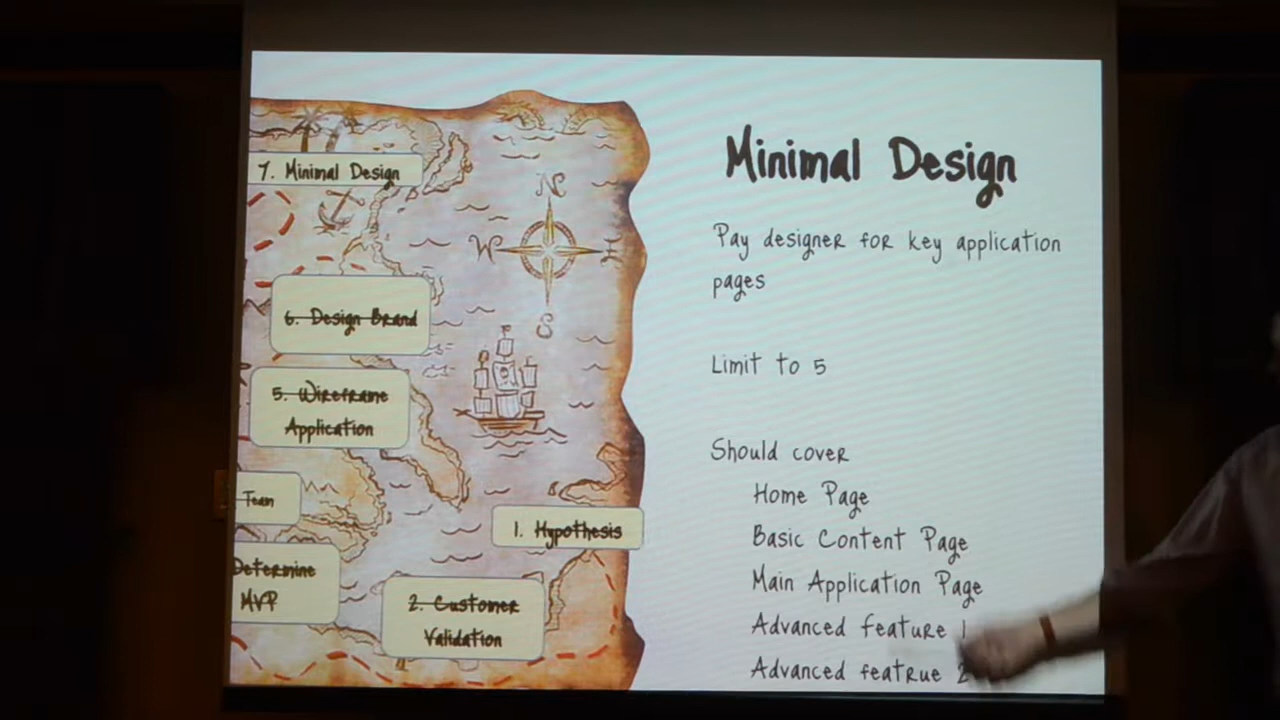 7. Minimal Design
6. Design Brand
5. Wireframe
Application
Team
Determine
MVP
1. Hypothesis
2. Customer
Validation
N
W
E
S
Minimal Design
Pay designer for key application
pages
Limit to 5
Should cover
Home Page
Basic Content Page
Main Application Page
Advanced feature 1
Advanced featrue 2